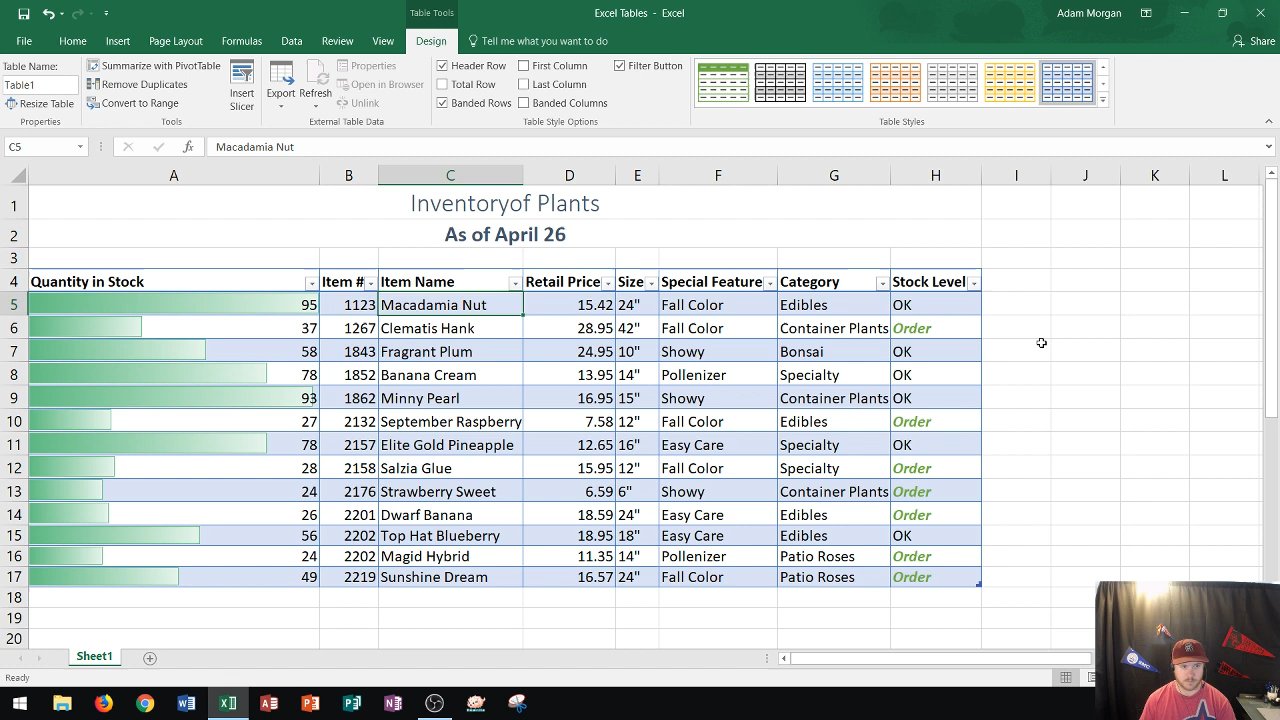 Table Tools
Excel Tables - Excel
Adam Morgan
File Home Insert Page Layout Formulas Data Review View Design Tell me what you want to do Share
Table Name:
Table1
Resize Table
Properties
Summarize with PivotTable
Remove Duplicates
Convert to Range
Tools
Insert
Slicer
Export Refresh
Properties
Open in Browser
Unlink
External Table Data
Header Row First Column Filter Button
Total Row Last Column
Banded Rows Banded Columns
Table Style Options
Table Styles
C5 fx Macadamia Nut
A B C D E F G H I J K L
1 Inventoryof Plants
2 As of April 26
3
4 Quantity in Stock Item # Item Name Retail Price Size Special Feature Category Stock Level
5 95 1123 Macadamia Nut 15.42 24" Fall Color Edibles OK
6 37 1267 Clematis Hank 28.95 42" Fall Color Container Plants Order
7 58 1843 Fragrant Plum 24.95 10" Showy Bonsai OK
8 78 1852 Banana Cream 13.95 14" Pollenizer Specialty OK
9 93 1862 Minny Pearl 16.95 15" Showy Container Plants OK
10 27 2132 September Raspberry 7.58 12" Fall Color Edibles Order
11 78 2157 Elite Gold Pineapple 12.65 16" Easy Care Specialty OK
12 28 2158 Salzia Glue 15.95 12" Fall Color Specialty Order
13 24 2176 Strawberry Sweet 6.59 6" Showy Container Plants Order
14 26 2201 Dwarf Banana 18.59 24" Easy Care Edibles Order
15 56 2202 Top Hat Blueberry 18.95 18" Easy Care Edibles OK
16 24 2202 Magid Hybrid 11.35 14" Pollenizer Patio Roses Order
17 49 2219 Sunshine Dream 16.57 24" Fall Color Patio Roses Order
18
19
20
Sheet1
Ready